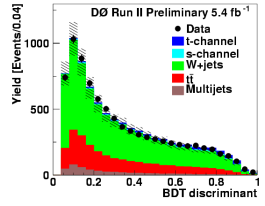 DØ Run II Preliminary 5.4 fb⁻¹
Yield [Events/0.04]
1000
500
0
Data
t-channel
s-channel
W+jets
tt̄
Multijets
0 0.2 0.4 0.6 0.8 1
BDT discriminant